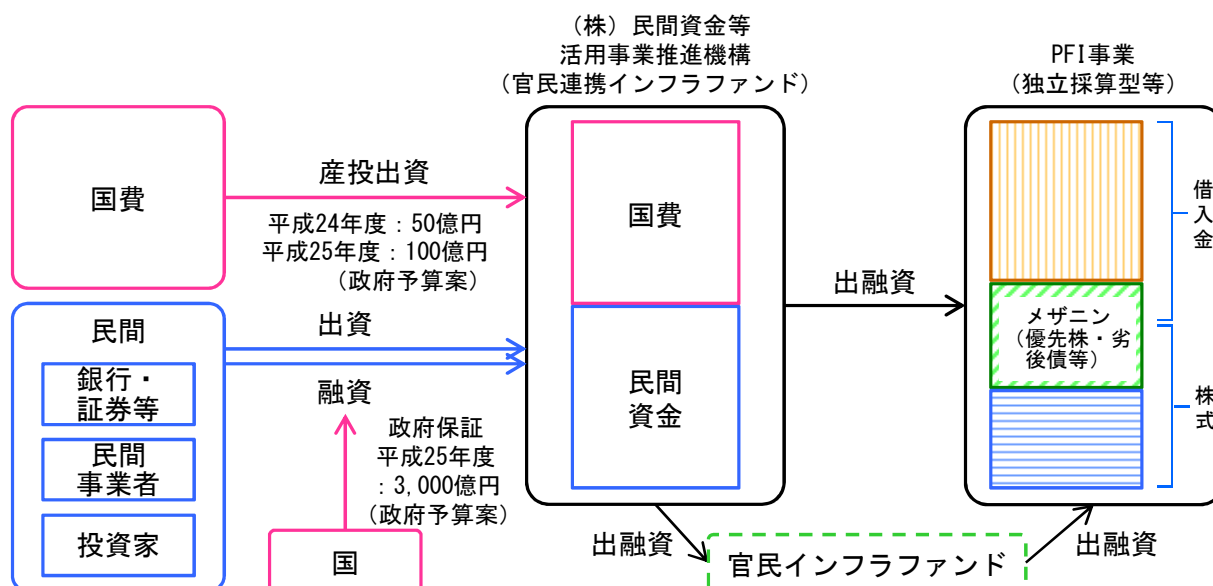 （株）民間資金等
活用事業推進機構
（官民連携インフラファンド）
PFI事業
（独立採算型等）
国費
産投出資
平成24年度：50億円
平成25年度：100億円
（政府予算案）
国費
民間
資金
出融資
借入金
メザニン
（優先株・劣
後債等）
株式
民間
銀行・
証券等
民間
事業者
投資家
出資
融資
政府保証
平成25年度
：3,000億円
（政府予算案）
国
出融資
官民インフラファンド
出融資